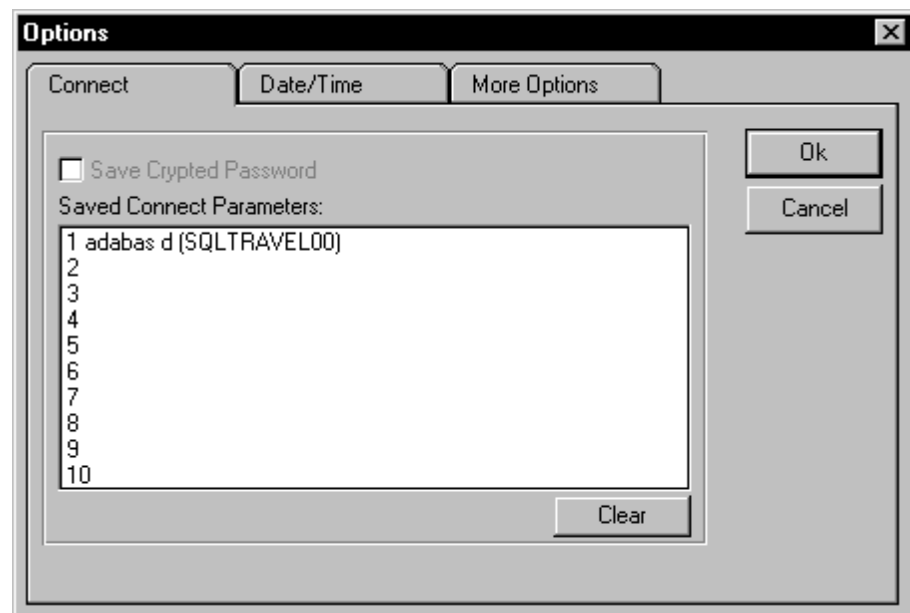 Options
Connect
Date/Time
More Options
Save Crypted Password
Saved Connect Parameters:
1 adabas d (SQLTRAVEL00)
2
3
4
5
6
7
8
9
10
Clear
Ok
Cancel